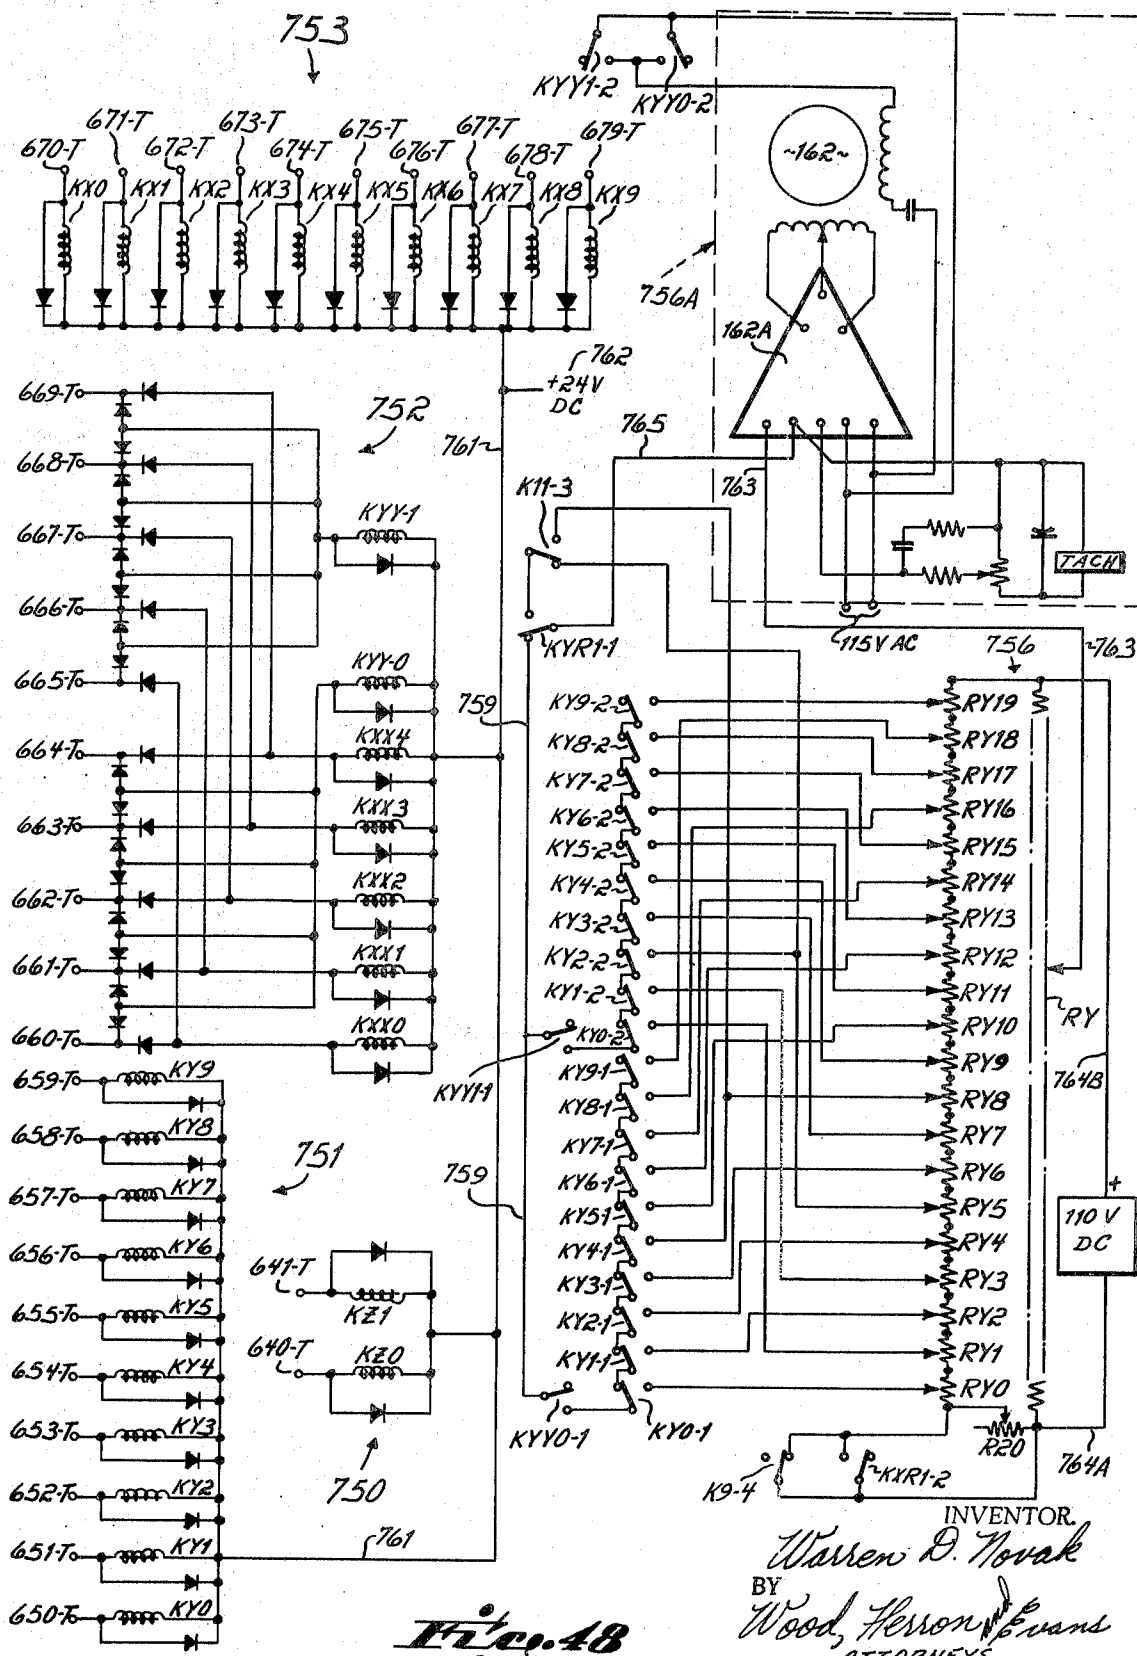 753
KYY1-2
KYY0-2
670-T
671-T
672-T
673-T
674-T
675-T
676-T
677-T
678-T
679-T
KX0
KX1
KX2
KX3
KX4
KX5
KX6
KX7
KX8
KX9
~162~
756A
162A
762
+24V
DC
761
765
763
K11-3
KYR1-1
TACH
115V AC
756
763
752
669-T
668-T
667-T
666-T
665-T
664-T
663-T
662-T
661-T
660-T
KYY-1
KYY-0
KXX4
KXX3
KXX2
KXX1
KXX0
759
KY9-2
KY8-2
KY7-2
KY6-2
KY5-2
KY4-2
KY3-2
KY2-2
KY1-2
KY0-2
KYY1-1
KY9-1
KY8-1
KY7-1
KY6-1
KY5-1
KY4-1
KY3-1
KY2-1
KY1-1
KY0-1
KYY0-1
759
RY19
RY18
RY17
RY16
RY15
RY14
RY13
RY12
RY11
RY10
RY9
RY8
RY7
RY6
RY5
RY4
RY3
RY2
RY1
RY0
RY
764B
+
110 V
DC
R20
764A
K9-4
KXR1-2
659-T
658-T
657-T
656-T
655-T
654-T
653-T
652-T
651-T
650-T
KY9
KY8
KY7
KY6
KY5
KY4
KY3
KY2
KY1
KY0
751
641-T
KZ1
640-T
KZ0
750
761
Fig. 48
INVENTOR.
Warren D. Novak
BY
Wood, Herron and Evans
ATTORNEYS